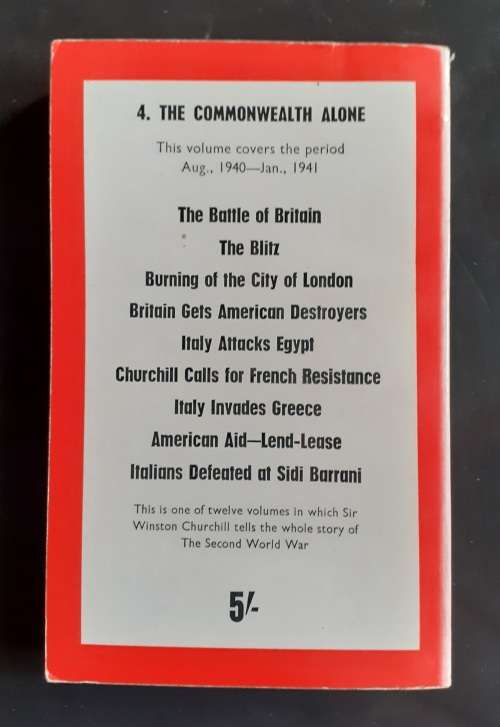 4. THE COMMONWEALTH ALONE
This volume covers the period
Aug., 1940—Jan., 1941
The Battle of Britain
The Blitz
Burning of the City of London
Britain Gets American Destroyers
Italy Attacks Egypt
Churchill Calls for French Resistance
Italy Invades Greece
American Aid—Lend-Lease
Italians Defeated at Sidi Barrani
This is one of twelve volumes in which Sir
Winston Churchill tells the whole story of
The Second World War
5/-